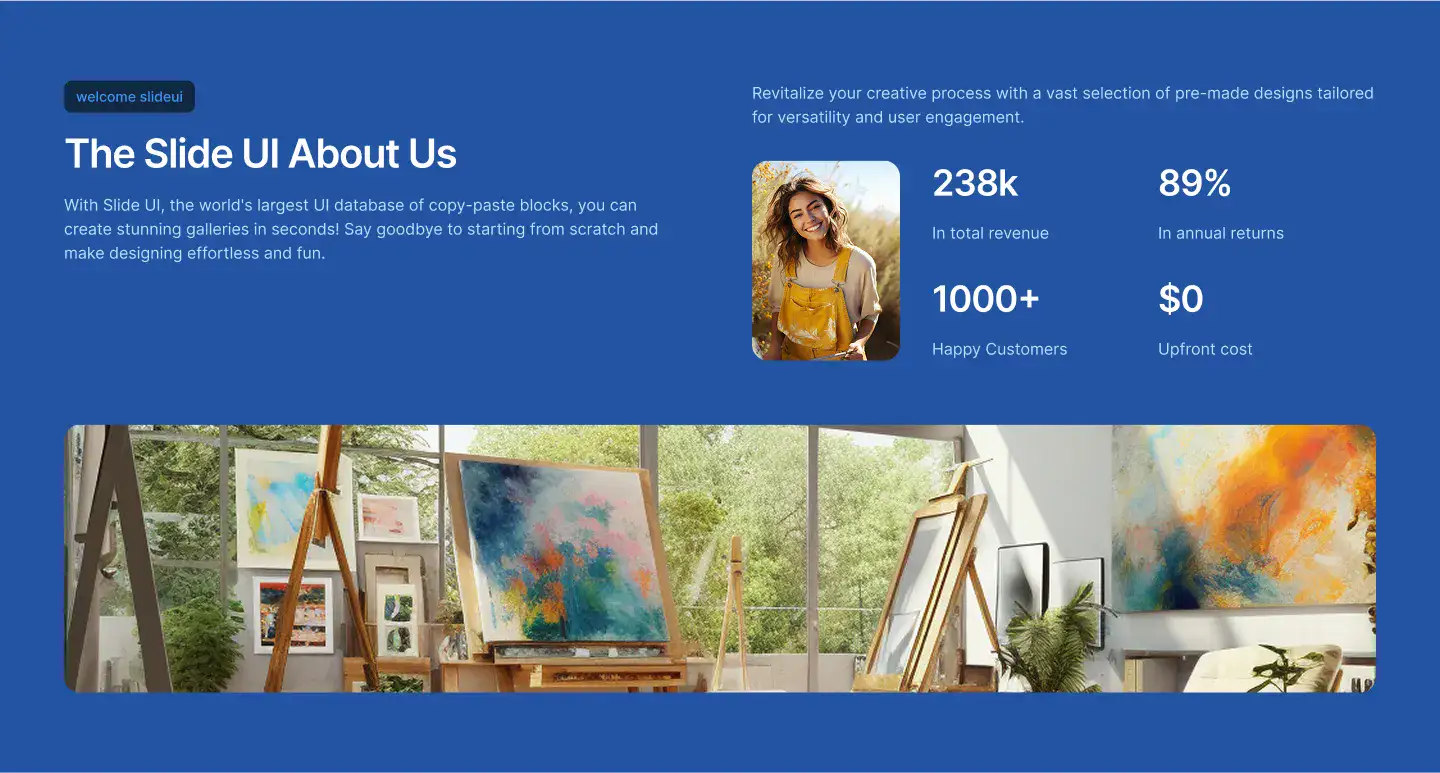 welcome slideui
The Slide UI About Us
With Slide UI, the world's largest UI database of copy-paste blocks, you can
create stunning galleries in seconds! Say goodbye to starting from scratch and
make designing effortless and fun.
Revitalize your creative process with a vast selection of pre-made designs tailored
for versatility and user engagement.
238k
In total revenue
89%
In annual returns
1000+
Happy Customers
$0
Upfront cost